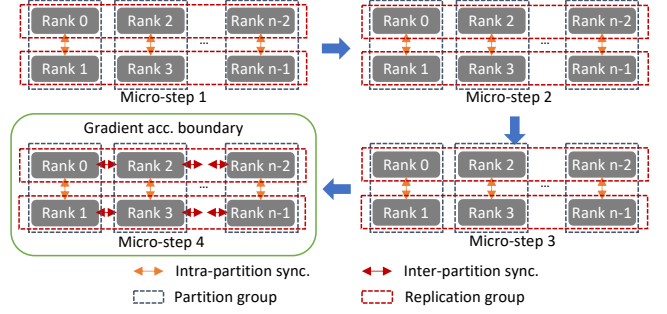 Rank 0 Rank 2 Rank n-2
...
Rank 1 Rank 3 Rank n-1
Micro-step 1
Rank 0 Rank 2 Rank n-2
...
Rank 1 Rank 3 Rank n-1
Micro-step 2
Gradient acc. boundary
Rank 0 Rank 2 Rank n-2
...
Rank 1 Rank 3 Rank n-1
Micro-step 4
Rank 0 Rank 2 Rank n-2
...
Rank 1 Rank 3 Rank n-1
Micro-step 3
Intra-partition sync. Inter-partition sync.
Partition group Replication group